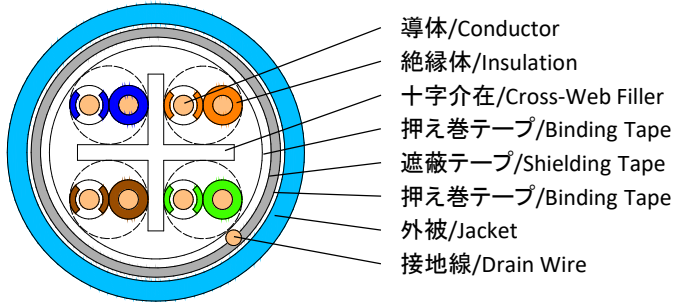 導体/Conductor
絶縁体/Insulation
十字介在/Cross-Web Filler
押え巻テープ/Binding Tape
遮蔽テープ/Shielding Tape
押え巻テープ/Binding Tape
外被/Jacket
接地線/Drain Wire